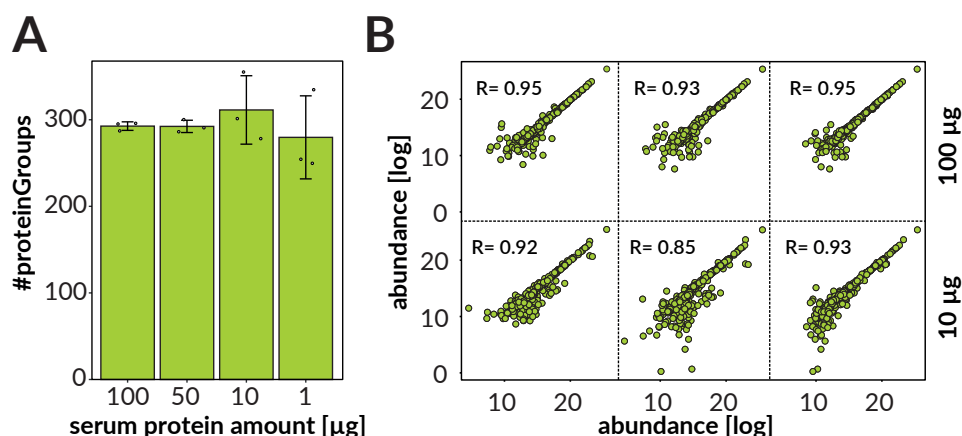 A
#proteinGroups
300
200
100
0
100 50 10 1
serum protein amount [µg]
B
abundance [log]
20
10
0
20
10
0
R= 0.95 R= 0.93 R= 0.95
100 µg
R= 0.92 R= 0.85 R= 0.93
10 µg
10 20 10 20 10 20
abundance [log]